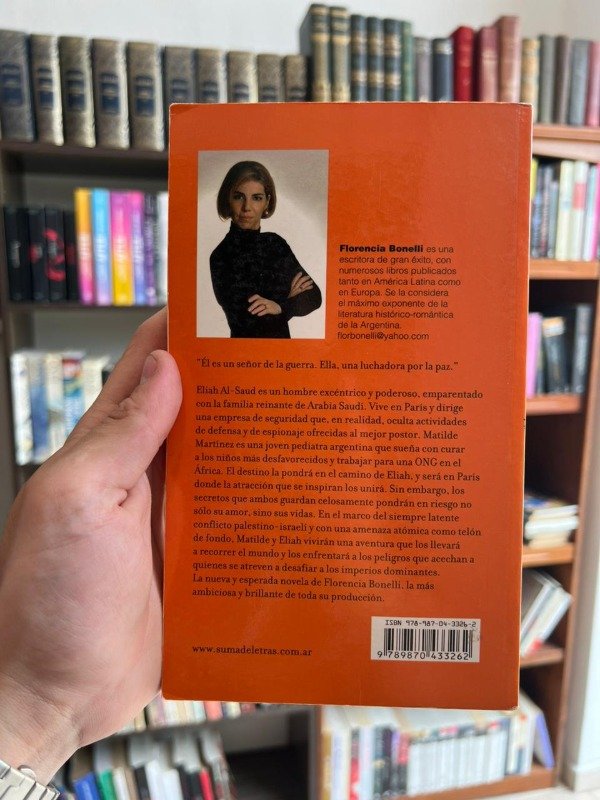 Florencia Bonelli es una
escritora de gran éxito, con
numerosos libros publicados
tanto en América Latina como
en Europa. Se la considera
el máximo exponente de la
literatura histórico-romántica
de la Argentina.
florbonelli@yahoo.com
"Él es un señor de la guerra. Ella, una luchadora por la paz."
Eliah Al-Saud es un hombre excéntrico y poderoso, emparentado
con la familia reinante de Arabia Saudí. Vive en París y dirige
una empresa de seguridad que, en realidad, oculta actividades
de defensa y de espionaje ofrecidas al mejor postor. Matilde
Martínez es una joven pediatra argentina que sueña con curar
a los niños más desfavorecidos y trabajar para una ONG en el
África. El destino la pondrá en el camino de Eliah, y será en París
donde la atracción que se inspiran los unirá. Sin embargo, los
secretos que ambos guardan celosamente pondrán en riesgo no
sólo su amor, sino sus vidas. En el marco del siempre latente
conflicto palestino-israelí y con una amenaza atómica como telón
de fondo, Matilde y Eliah vivirán una aventura que los llevará
a recorrer el mundo y los enfrentará a los peligros que acechan a
quienes se atreven a desafiar a los imperios dominantes.
La nueva y esperada novela de Florencia Bonelli, la más
ambiciosa y brillante de toda su producción.
ISBN 978-987-04-3326-2
9789870433262
www.sumadeletras.com.ar